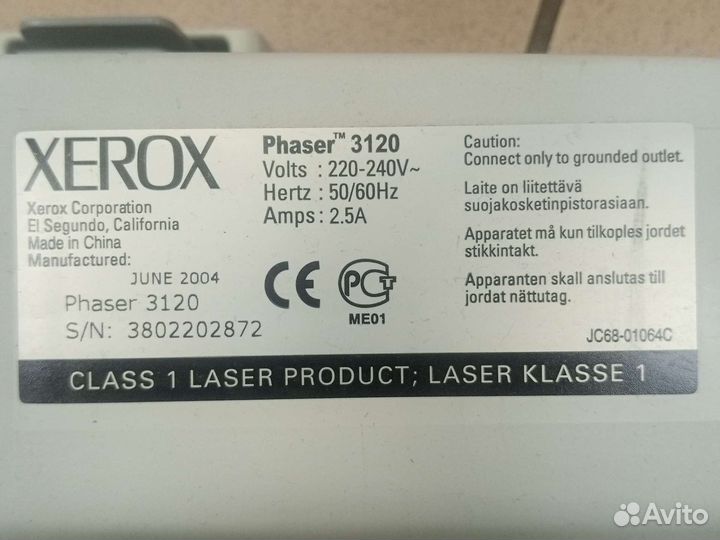 XEROX
Xerox Corporation
El Segundo, California
Made in China
Manufactured:
JUNE 2004
Phaser 3120
S/N: 3802202872
Phaser™ 3120
Volts : 220-240V~
Hertz : 50/60Hz
Amps : 2.5A
CE
PCT
ME01
Caution:
Connect only to grounded outlet.
Laite on liitettävä
suojakosketinpistorasiaan.
Apparatet må kun tilkoples jordet
stikkintakt.
Apparanten skall anslutas till
jordat nättutag.
JC68-01064C
CLASS 1 LASER PRODUCT; LASER KLASSE 1
Avito